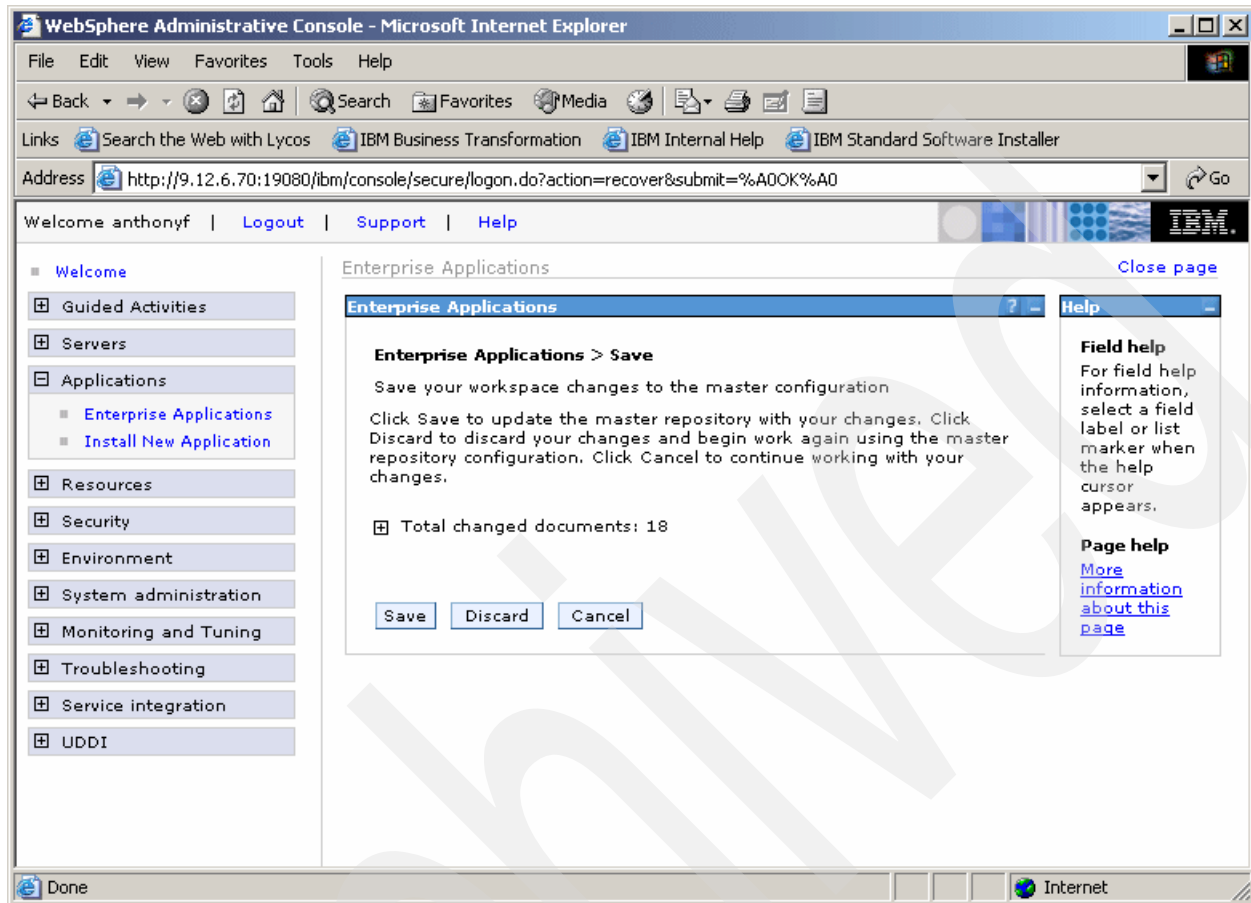 WebSphere Administrative Console - Microsoft Internet Explorer
File Edit View Favorites Tools Help
Back Search Favorites Media
Links Search the Web with Lycos IBM Business Transformation IBM Internal Help IBM Standard Software Installer
Address http://9.12.6.70:19080/ibm/console/secure/logon.do?action=recover&submit=%A0OK%A0 Go
Welcome anthonyf | Logout | Support | Help IBM.
Welcome
Guided Activities
Servers
Applications
Enterprise Applications
Install New Application
Resources
Security
Environment
System administration
Monitoring and Tuning
Troubleshooting
Service integration
UDDI
Enterprise Applications Close page
Enterprise Applications ?
Enterprise Applications > Save
Save your workspace changes to the master configuration
Click Save to update the master repository with your changes. Click
Discard to discard your changes and begin work again using the master
repository configuration. Click Cancel to continue working with your
changes.
Total changed documents: 18
Save Discard Cancel
Help
Field help
For field help
information,
select a field
label or list
marker when
the help
cursor
appears.
Page help
More
information
about this
page
Done Internet